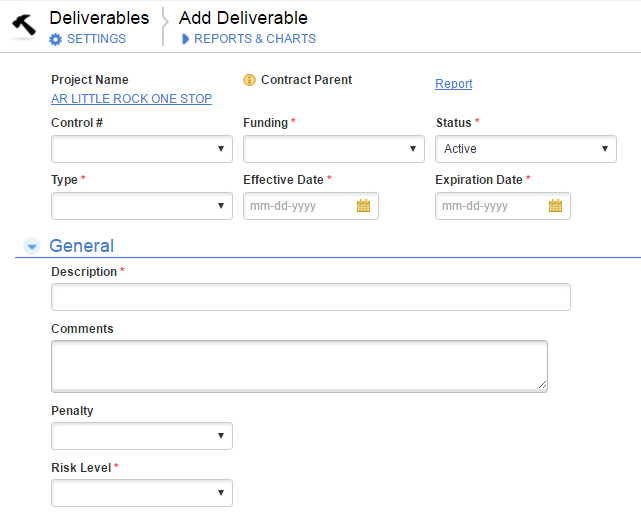 Deliverables Add Deliverable
SETTINGS REPORTS & CHARTS
Project Name Contract Parent Report
AR LITTLE ROCK ONE STOP
Control # Funding * Status *
Active
Type * Effective Date * Expiration Date *
mm-dd-yyyy mm-dd-yyyy
General
Description *
Comments
Penalty
Risk Level *